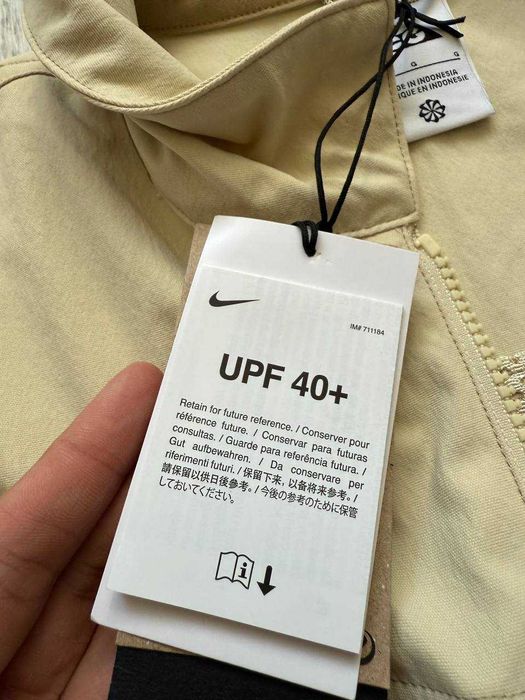 G G
DE IN INDONESIA
IQUE EN INDONESIE
IM# 711184
UPF 40+
Retain for future reference. / Conserver pour
référence future. / Conservar para futuras
consultas. / Guarde para referência futura. /
Gut aufbewahren. / Da conservare per
riferimenti futuri. / 保留下来，以备将来参考。/
請保留以供日後參考。/ 今後の参考のために保管
しておいてください。
i